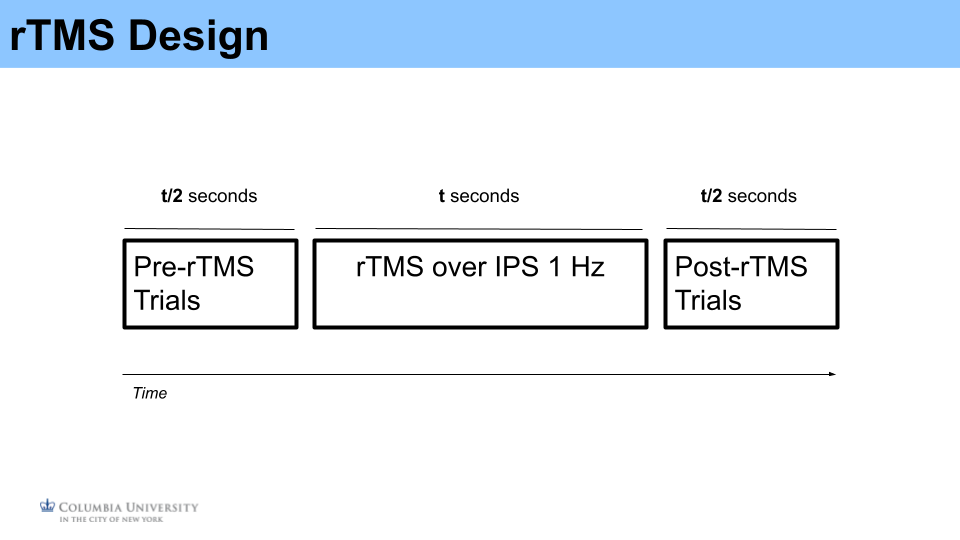 rTMS Design
t/2 seconds
t seconds
t/2 seconds
Pre-rTMS
Trials
rTMS over IPS 1 Hz
Post-rTMS
Trials
Time
COLUMBIA UNIVERSITY
IN THE CITY OF NEW YORK